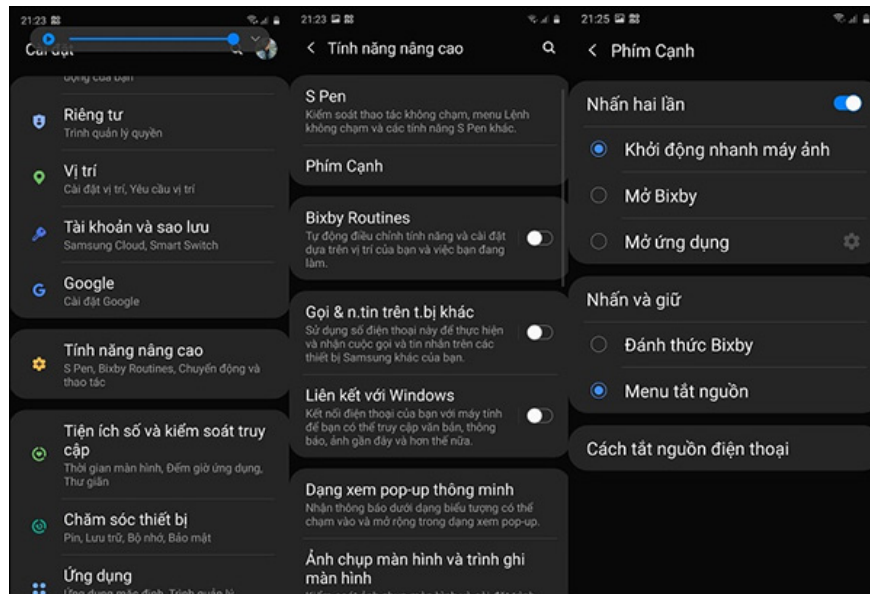 21:23
Cài đặt
động của bạn
Riêng tư
Trình quản lý quyền
Vị trí
Cài đặt vị trí, Yêu cầu vị trí
Tài khoản và sao lưu
Samsung Cloud, Smart Switch
Google
Cài đặt Google
Tính năng nâng cao
S Pen, Bixby Routines, Chuyển động và
thao tác
Tiện ích số và kiểm soát truy
cập
Thời gian màn hình, Đếm giờ ứng dụng,
Thư giãn
Chăm sóc thiết bị
Pin, Lưu trữ, Bộ nhớ, Bảo mật
Ứng dụng
Ứng dụng mặc định, Trình quản lý
21:23
Tính năng nâng cao
S Pen
Kiểm soát thao tác không chạm, menu Lệnh
không chạm và các tính năng S Pen khác.
Phím Cạnh
Bixby Routines
Tự động điều chỉnh tính năng và cài đặt
dựa trên vị trí của bạn và việc bạn đang
làm.
Gọi & n.tin trên t.bị khác
Sử dụng số điện thoại này để thực hiện
và nhận cuộc gọi và tin nhắn trên các
thiết bị Samsung khác của bạn.
Liên kết với Windows
Kết nối điện thoại của bạn với máy tính
để bạn có thể truy cập văn bản, thông
báo, ảnh gần đây và hơn thế nữa.
Dạng xem pop-up thông minh
Nhận thông báo dưới dạng biểu tượng có thể
chạm vào và mở rộng trong dạng xem pop-up.
Ảnh chụp màn hình và trình ghi
màn hình
21:25
Phím Cạnh
Nhấn hai lần
Khởi động nhanh máy ảnh
Mở Bixby
Mở ứng dụng
Nhấn và giữ
Đánh thức Bixby
Menu tắt nguồn
Cách tắt nguồn điện thoại